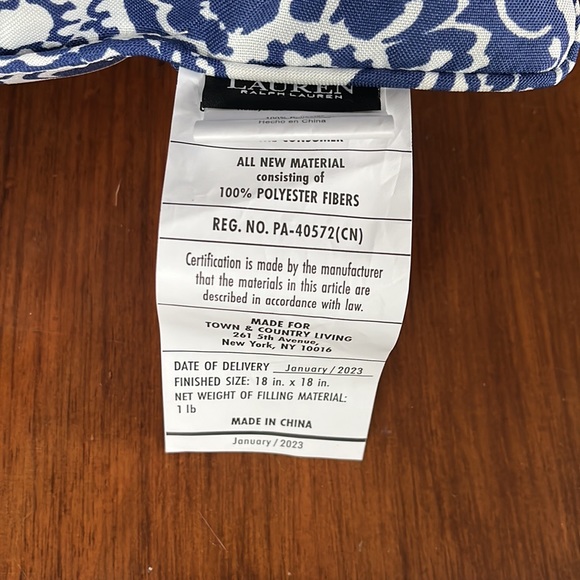 LAUREN
RALPH LAUREN
Hecho en China
CONSUMER
ALL NEW MATERIAL
consisting of
100% POLYESTER FIBERS
REG. NO. PA-40572(CN)
Certification is made by the manufacturer
that the materials in this article are
described in accordance with law.
MADE FOR
TOWN & COUNTRY LIVING
261 5th Avenue,
New York, NY 10016
DATE OF DELIVERY January/2023
FINISHED SIZE: 18 in. x 18 in.
NET WEIGHT OF FILLING MATERIAL:
1 lb
MADE IN CHINA
January/2023